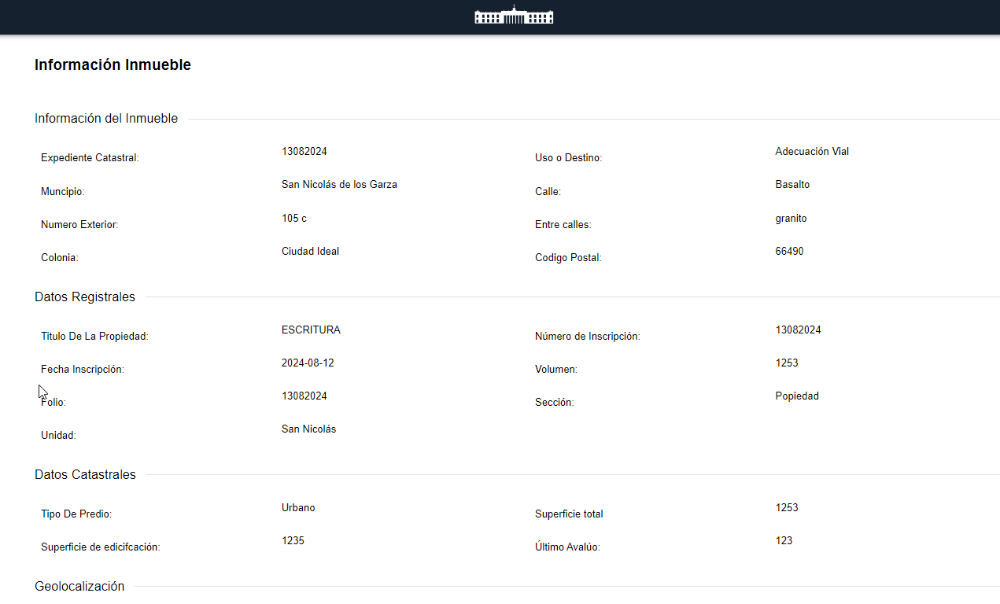 Información Inmueble
Información del Inmueble
Expediente Catastral: 13082024 Uso o Destino: Adecuación Vial
Muncipio: San Nicolás de los Garza Calle: Basalto
Numero Exterior: 105 c Entre calles: granito
Colonia: Ciudad Ideal Codigo Postal: 66490
Datos Registrales
Titulo De La Propiedad: ESCRITURA Número de Inscripción: 13082024
Fecha Inscripción: 2024-08-12 Volumen: 1253
Folio: 13082024 Sección: Popiedad
Unidad: San Nicolás
Datos Catastrales
Tipo De Predio: Urbano Superficie total 1253
Superficie de edicifcación: 1235 Último Avalúo: 123
Geolocalización